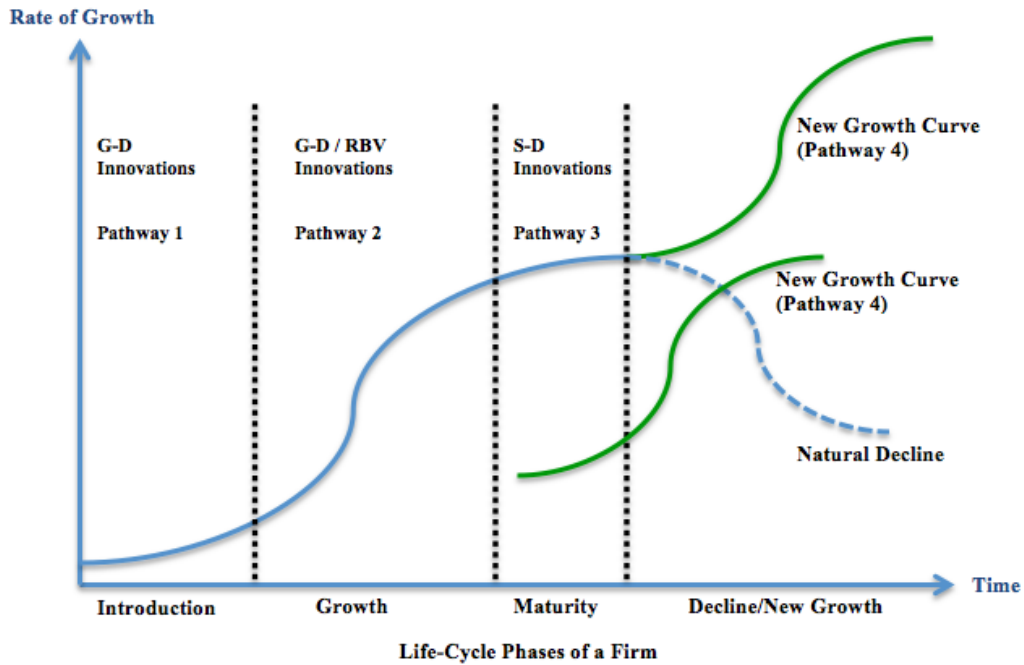 Rate of Growth
G-D
Innovations
Pathway 1
G-D / RBV
Innovations
Pathway 2
S-D
Innovations
Pathway 3
New Growth Curve
(Pathway 4)
New Growth Curve
(Pathway 4)
Natural Decline
Time
Introduction
Growth
Maturity
Decline/New Growth
Life-Cycle Phases of a Firm